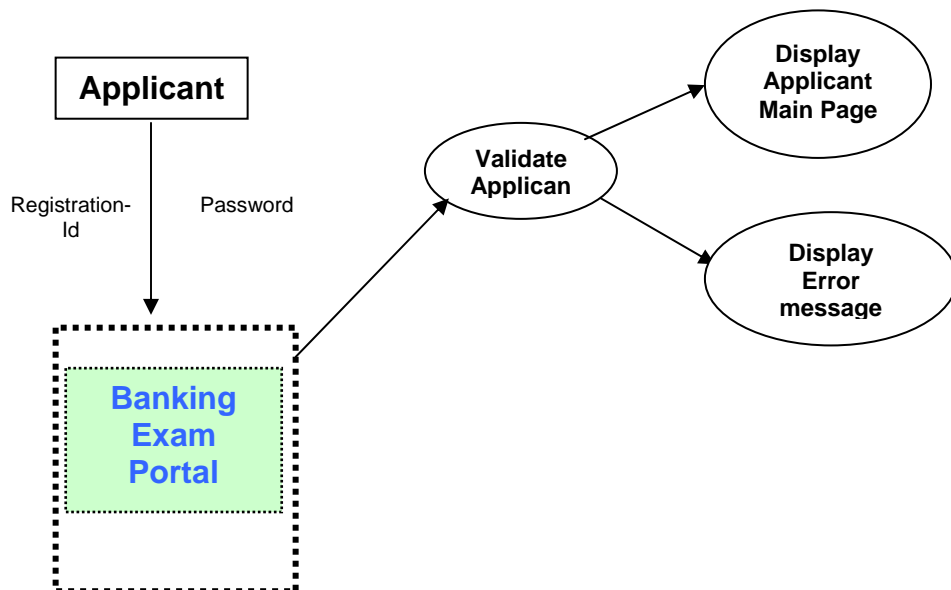 Applicant
Registration-
Id
Password
Banking
Exam
Portal
Validate
Applican
Display
Applicant
Main Page
Display
Error
message